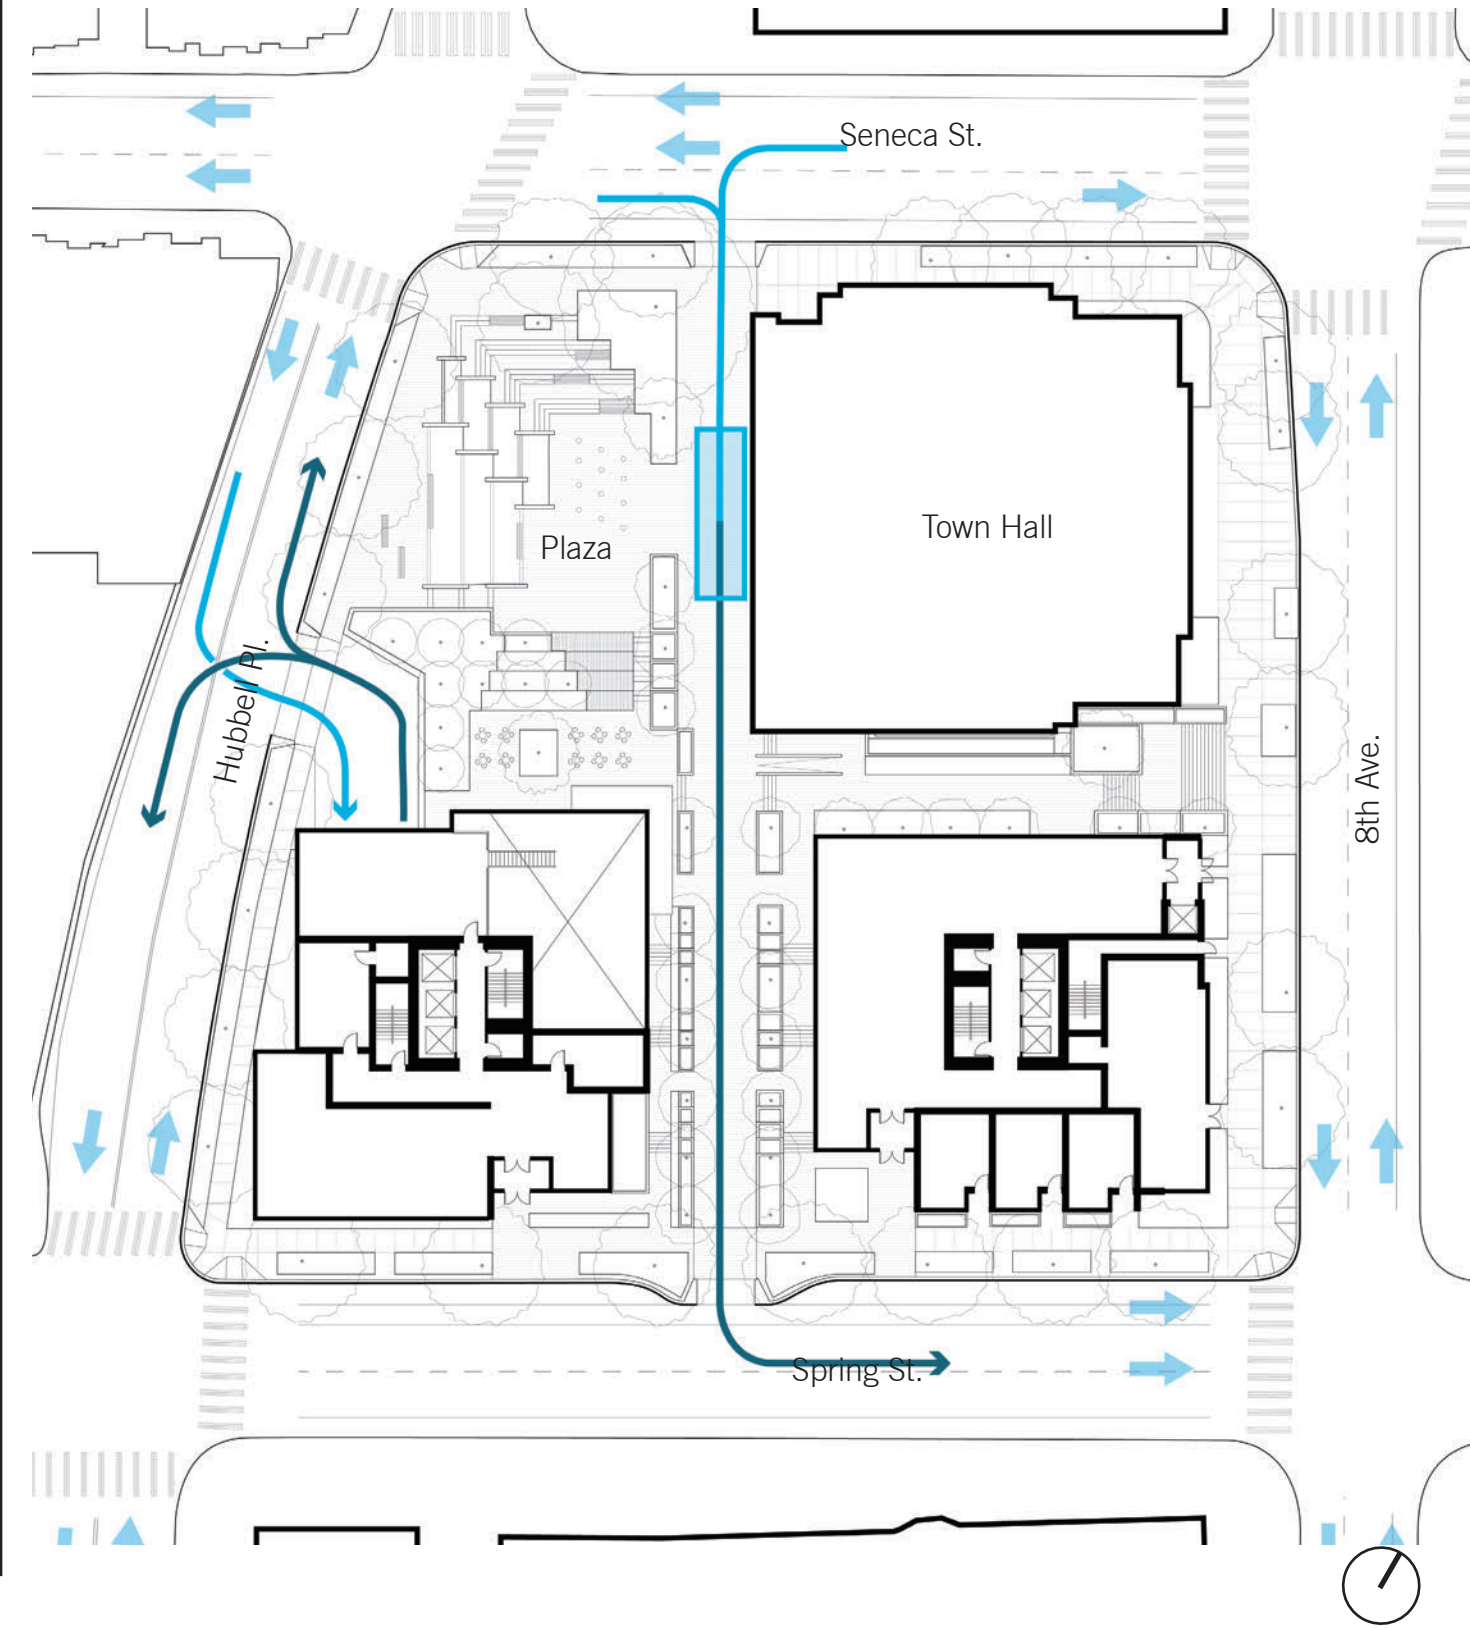 Seneca St.
Town Hall
Plaza
Hubbell Pl.
8th Ave.
Spring St.